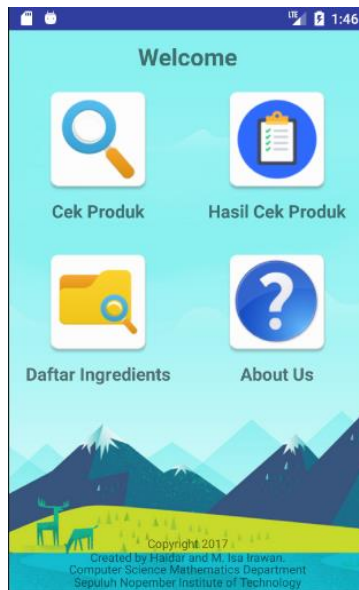 LTE 1:46
Welcome
Cek Produk Hasil Cek Produk
Daftar Ingredients About Us
Copyright 2017
Created by Haidar and M. Isa Irawan.
Computer Science Mathematics Department
Sepuluh Nopember Institute of Technology